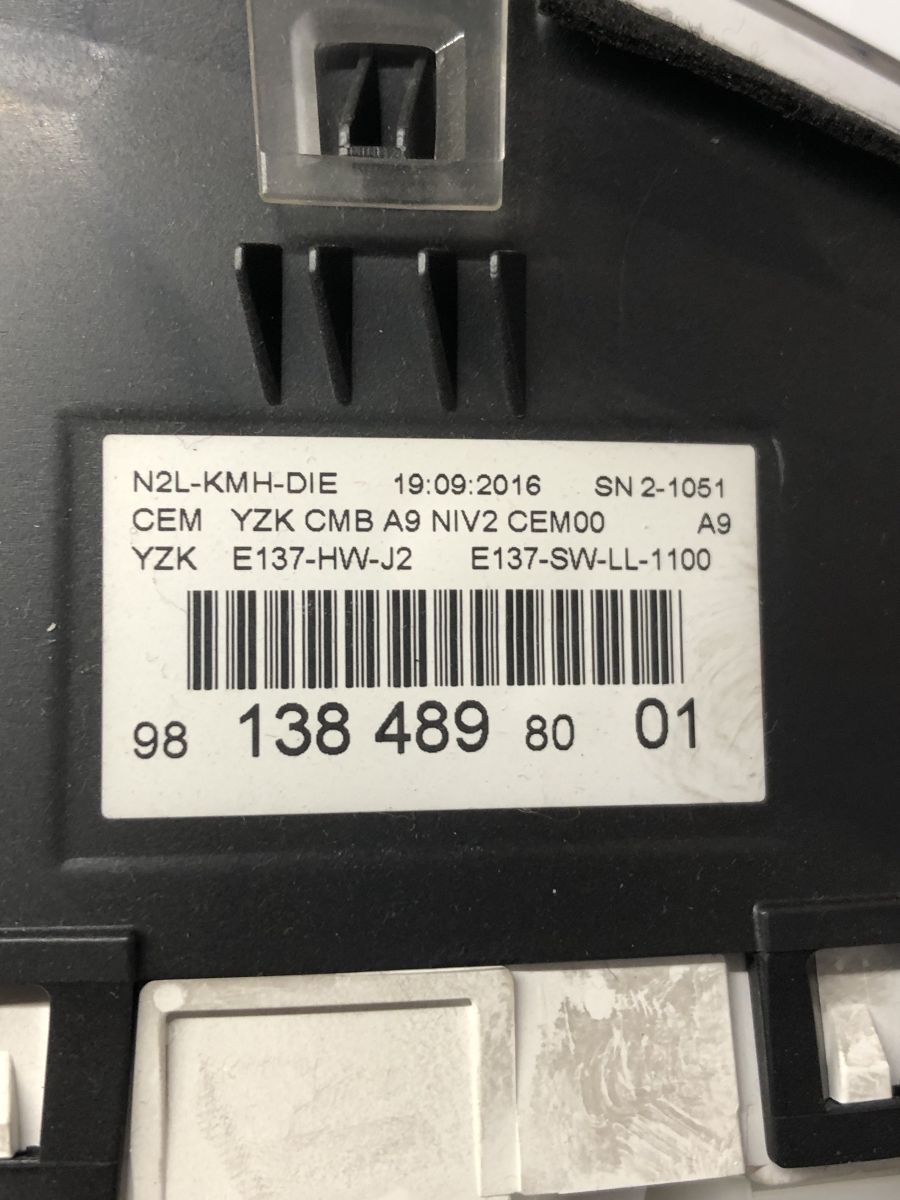 N2L-KMH-DIE 19:09:2016 SN 2-1051
CEM YZK CMB A9 NIV2 CEM00 A9
YZK E137-HW-J2 E137-SW-LL-1100
98 138 489 80 01